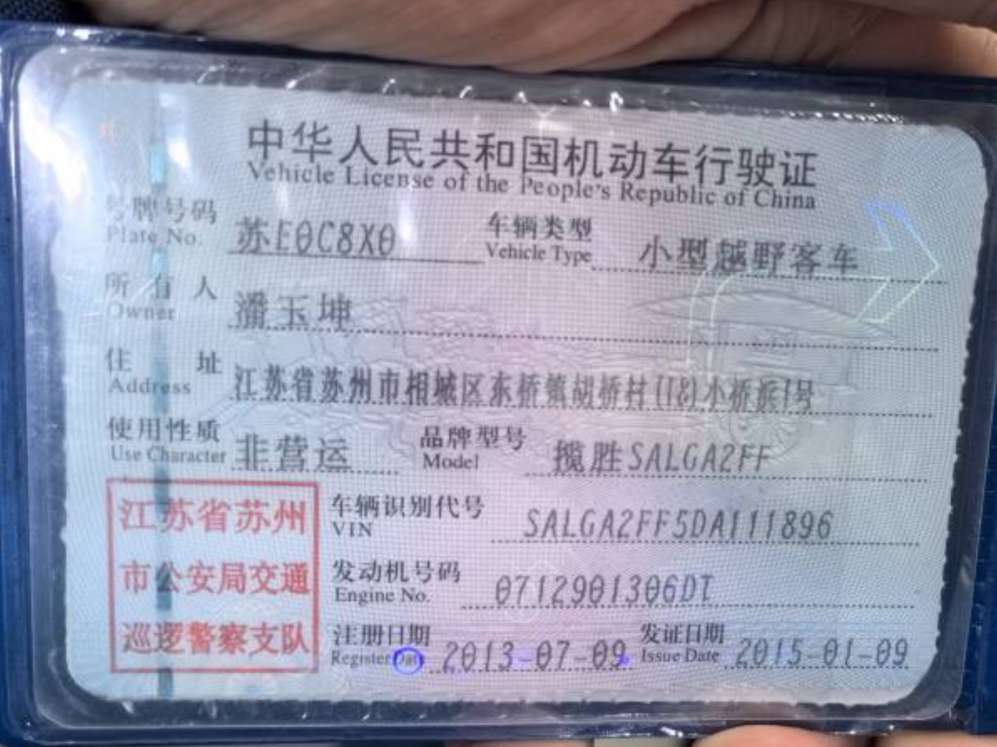 中华人民共和国机动车行驶证
Vehicle License of the People's Republic of China
号牌号码 苏E0C8X0 车辆类型 小型越野客车
Plate No. Vehicle Type
所有人 潘玉坤
Owner
住址 江苏省苏州市相城区东桥镇胡桥村(18)小桥浜1号
Address
使用性质 非营运 品牌型号 揽胜SALGA2FF
Use Character Model
江苏省苏州
市公安局交通
巡逻警察支队
车辆识别代号 SALGA2FF5DA111896
VIN
发动机号码 0712901306DT
Engine No.
注册日期 2013-07-09 发证日期 2015-01-09
Register Date Issue Date